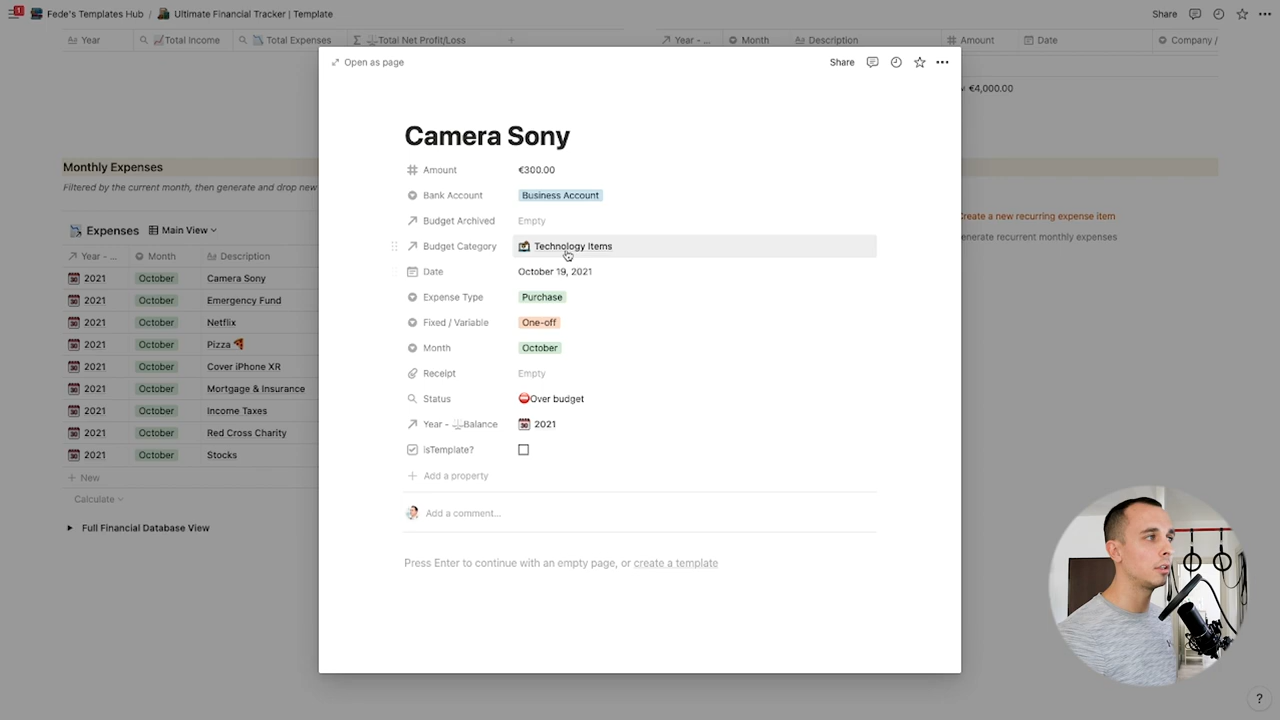 1
Fede's Templates Hub / Ultimate Financial Tracker | Template
Share
Year Total Income Total Expenses Total Net Profit/Loss
Year - ... Month Description Amount Date Company /
€4,000.00
Monthly Expenses
Filtered by the current month, then generate and drop new
Expenses Main View
Year - ... Month Description
2021 October Camera Sony
2021 October Emergency Fund
2021 October Netflix
2021 October Pizza
2021 October Cover iPhone XR
2021 October Mortgage & Insurance
2021 October Income Taxes
2021 October Red Cross Charity
2021 October Stocks
+ New
Calculate
Full Financial Database View
Create a new recurring expense item
generate recurrent monthly expenses
Open as page
Share
Camera Sony
Amount €300.00
Bank Account Business Account
Budget Archived Empty
Budget Category Technology Items
Date October 19, 2021
Expense Type Purchase
Fixed / Variable One-off
Month October
Receipt Empty
Status Over budget
Year - Balance 2021
isTemplate?
+ Add a property
Add a comment...
Press Enter to continue with an empty page, or create a template
?